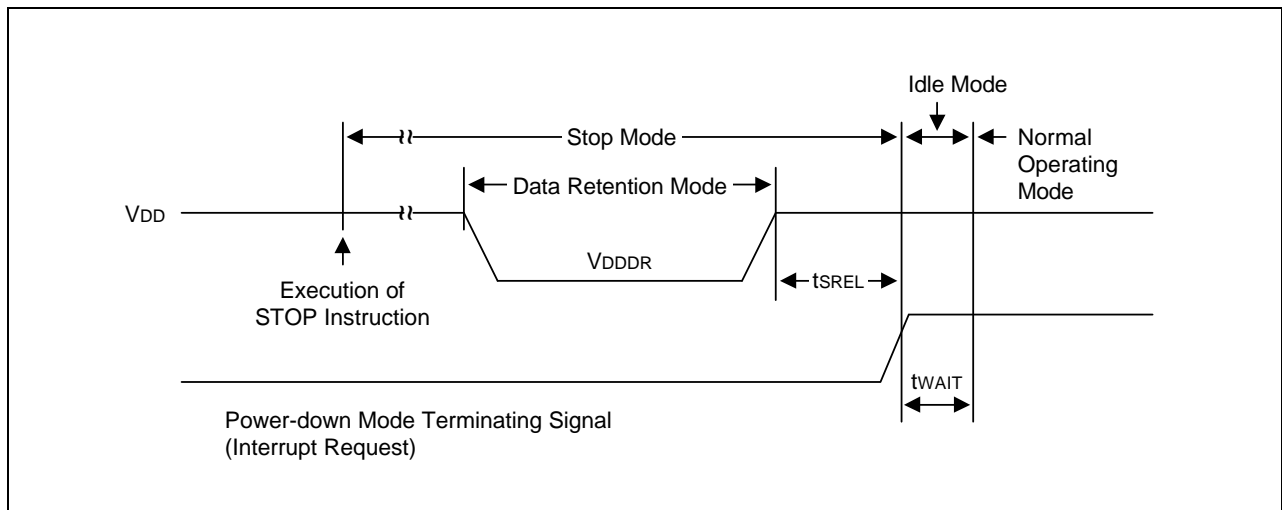 Idle Mode
Stop Mode
Normal
Operating
Mode
Data Retention Mode
VDD
VDDDR
tSREL
Execution of
STOP Instruction
tWAIT
Power-down Mode Terminating Signal
(Interrupt Request)